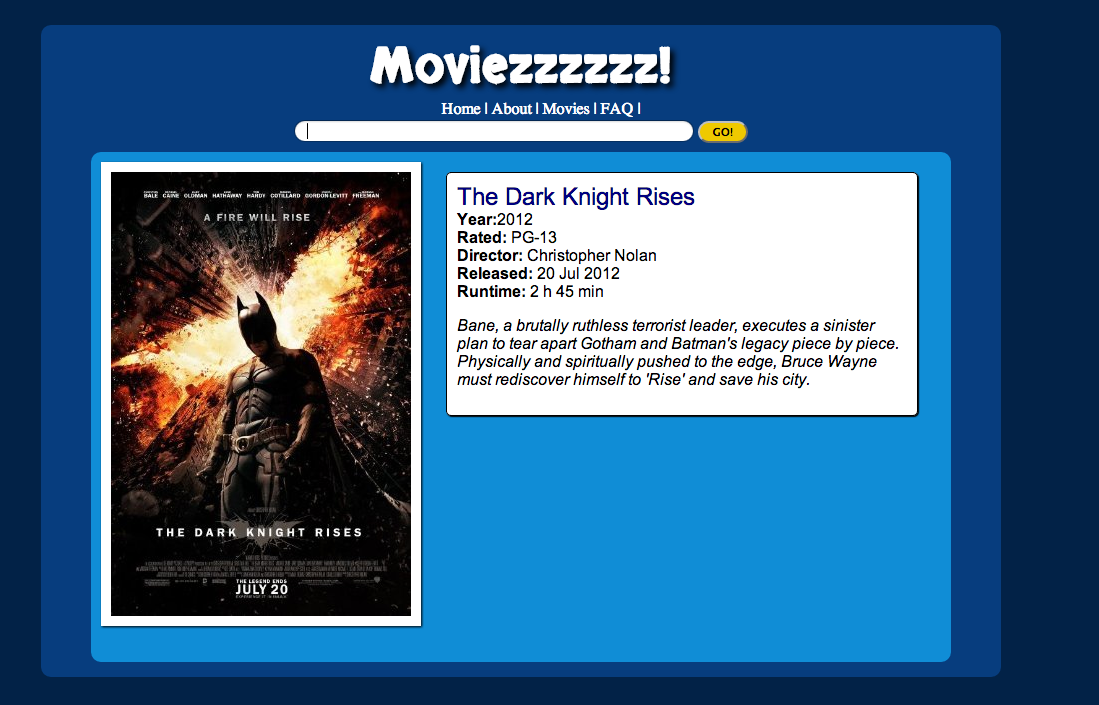 Moviezzzzzz!
Home | About | Movies | FAQ |
GO!
BALE CAINE OLDMAN HATHAWAY HARDY COTILLARD GORDON-LEVITT FREEMAN
A FIRE WILL RISE
THE DARK KNIGHT RISES
THE LEGEND ENDS
JULY 20
The Dark Knight Rises
Year:2012
Rated: PG-13
Director: Christopher Nolan
Released: 20 Jul 2012
Runtime: 2 h 45 min
Bane, a brutally ruthless terrorist leader, executes a sinister
plan to tear apart Gotham and Batman's legacy piece by piece.
Physically and spiritually pushed to the edge, Bruce Wayne
must rediscover himself to 'Rise' and save his city.